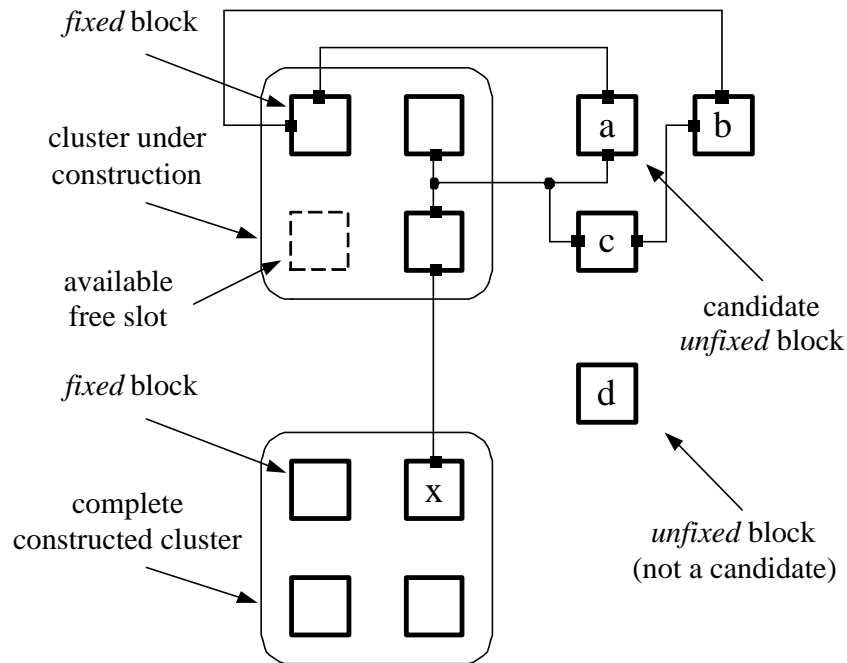 fixed block
cluster under
construction
available
free slot
a
b
c
candidate
unfixed block
fixed block
d
x
complete
constructed cluster
unfixed block
(not a candidate)